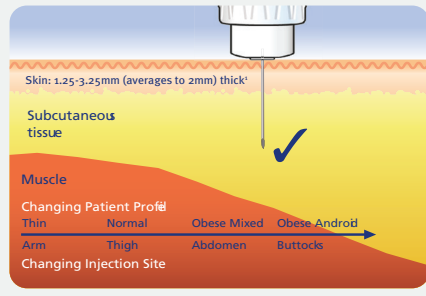 Skin: 1.25-3.25mm (averages to 2mm) thick¹
Subcutaneous
tissue
Muscle
Changing Patient Profil
Thin Normal Obese Mixed Obese Android
Arm Thigh Abdomen Buttocks
Changing Injection Site